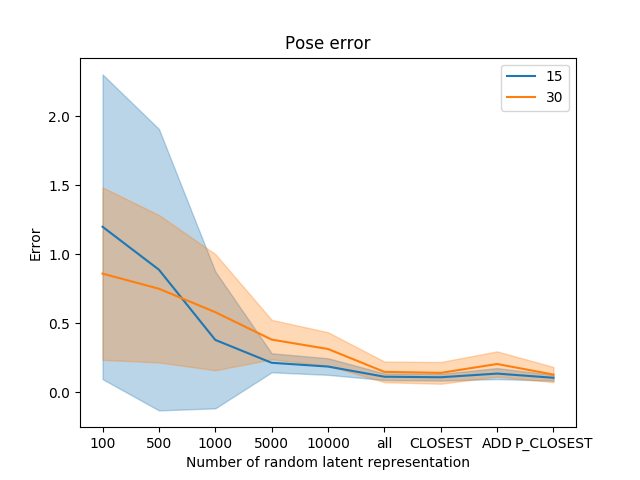 Pose error
15
30
Error
2.0
1.5
1.0
0.5
0.0
100 500 1000 5000 10000 all CLOSEST ADD P_CLOSEST
Number of random latent representation